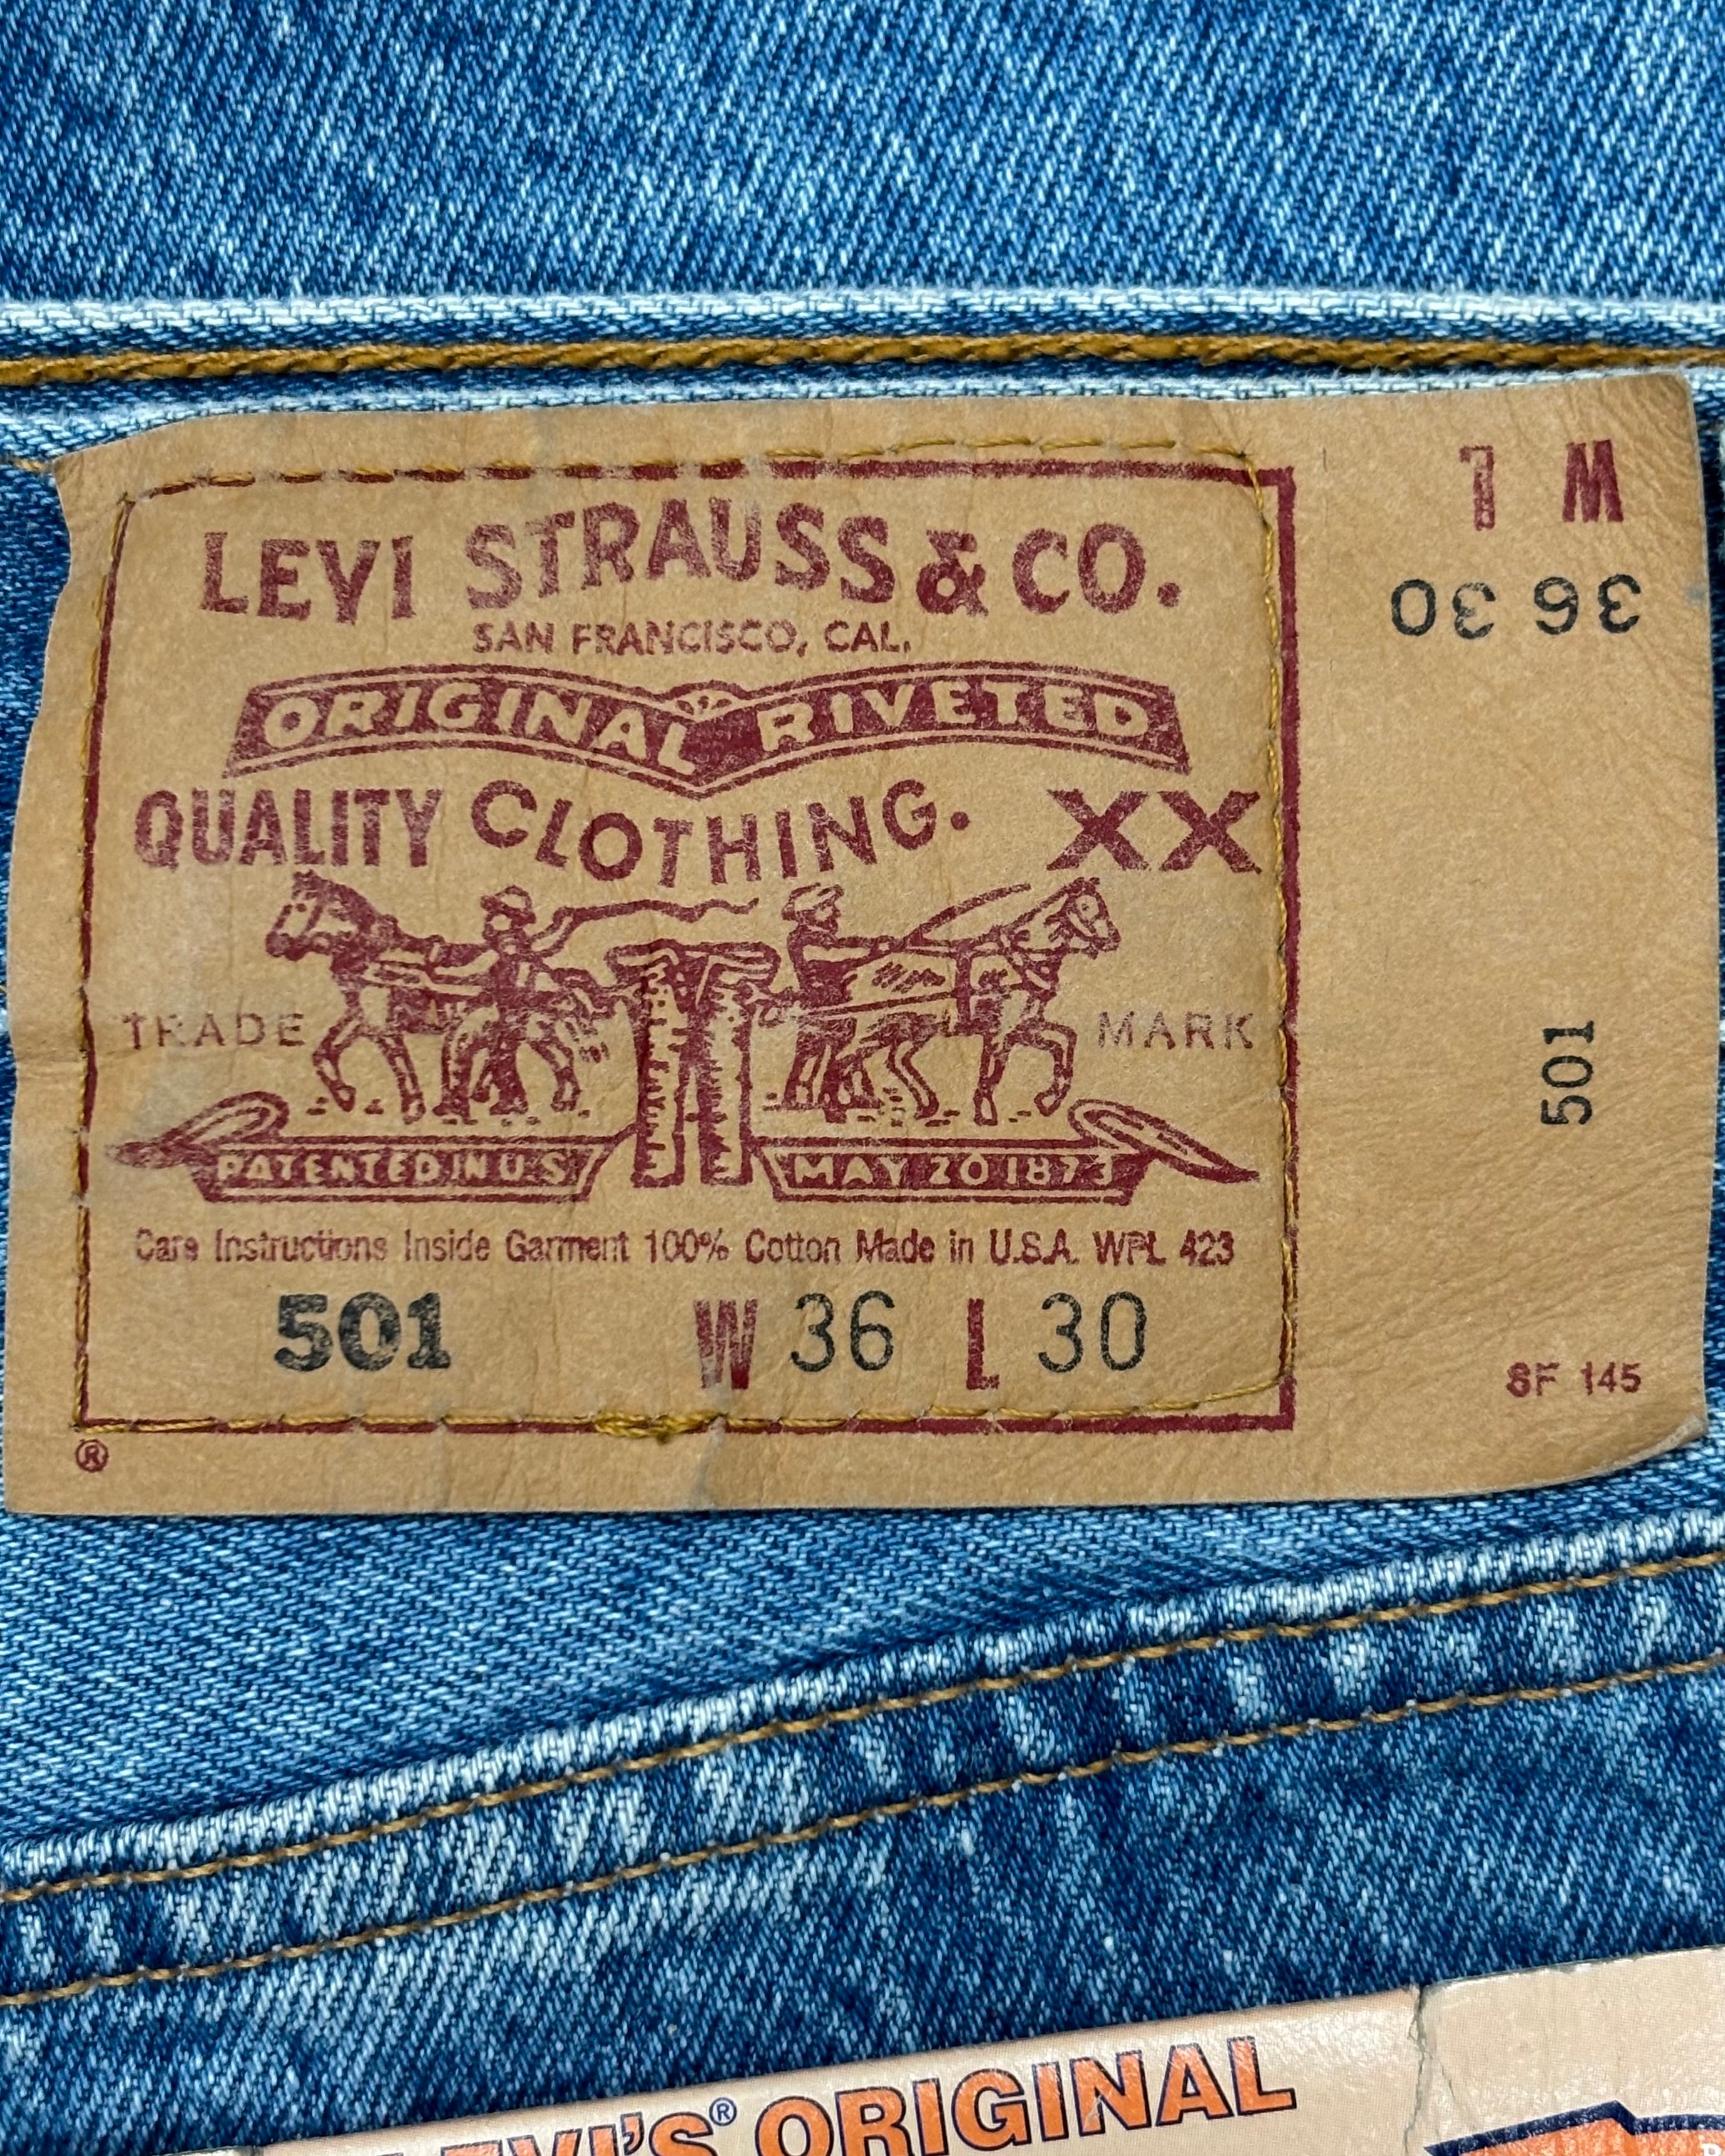 LEVI STRAUSS & CO.
SAN FRANCISCO, CAL.
ORIGINAL RIVETED
QUALITY CLOTHING. XX
TRADE MARK
PATENTED IN U.S MAY 20 1873
Care Instructions Inside Garment 100% Cotton Made in U.S.A. WPL 423
501 W 36 L 30
®
W L
36 30
501
SF 145
LEVI'S® ORIGINAL